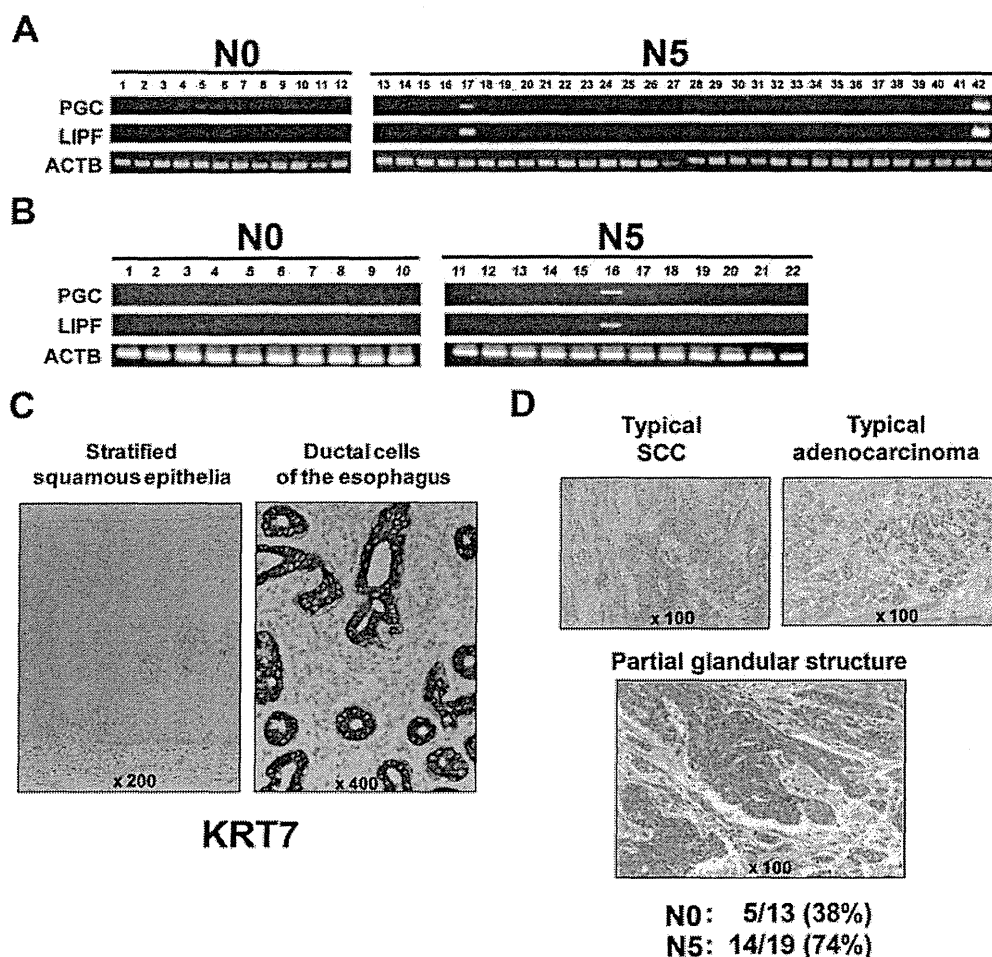 A
N0 N5
1 2 3 4 5 6 7 8 9 10 11 12 13 14 15 16 17 18 19 20 21 22 23 24 25 26 27 28 29 30 31 32 33 34 35 36 37 38 39 40 41 42
PGC
LIPF
ACTB
B
N0 N5
1 2 3 4 5 6 7 8 9 10 11 12 13 14 15 16 17 18 19 20 21 22
PGC
LIPF
ACTB
C
Stratified squamous epithelia
Ductal cells of the esophagus
x 200
x 400
KRT7
D
Typical SCC
Typical adenocarcinoma
x 100
x 100
Partial glandular structure
x 100
N0: 5/13 (38%)
N5: 14/19 (74%)